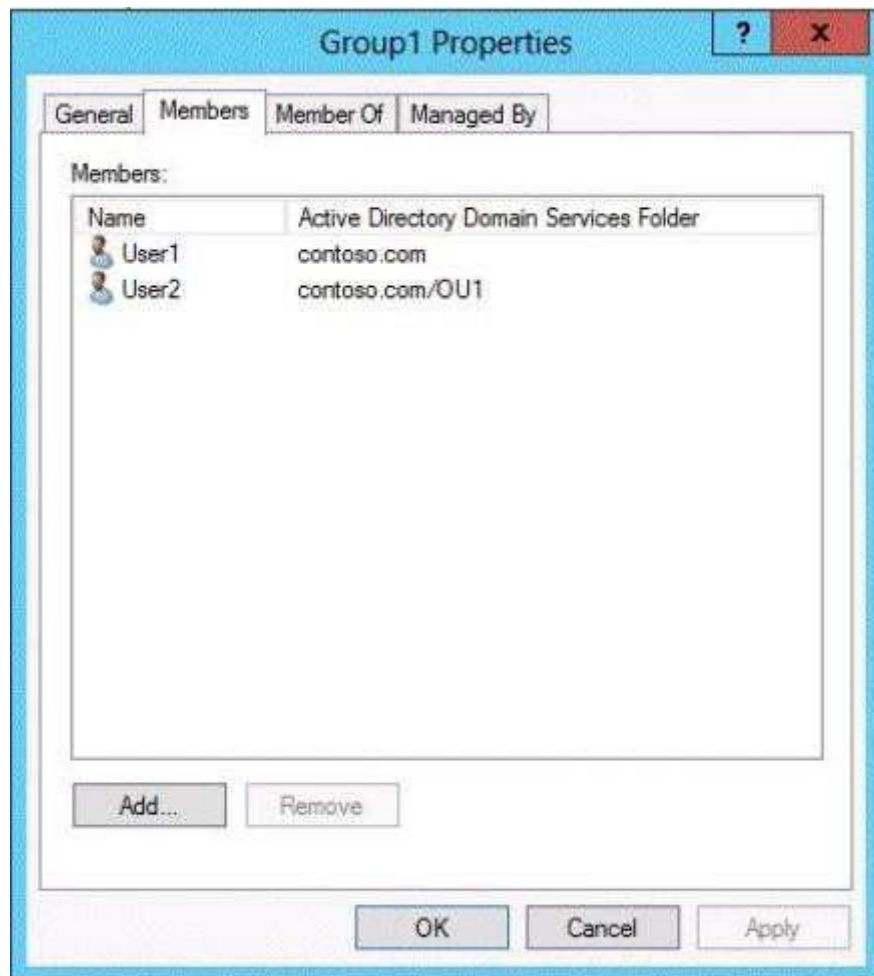 Group1 Properties
?
x
General Members Member Of Managed By
Members:
Name Active Directory Domain Services Folder
User1 contoso.com
User2 contoso.com/OU1
Add... Remove
OK Cancel Apply